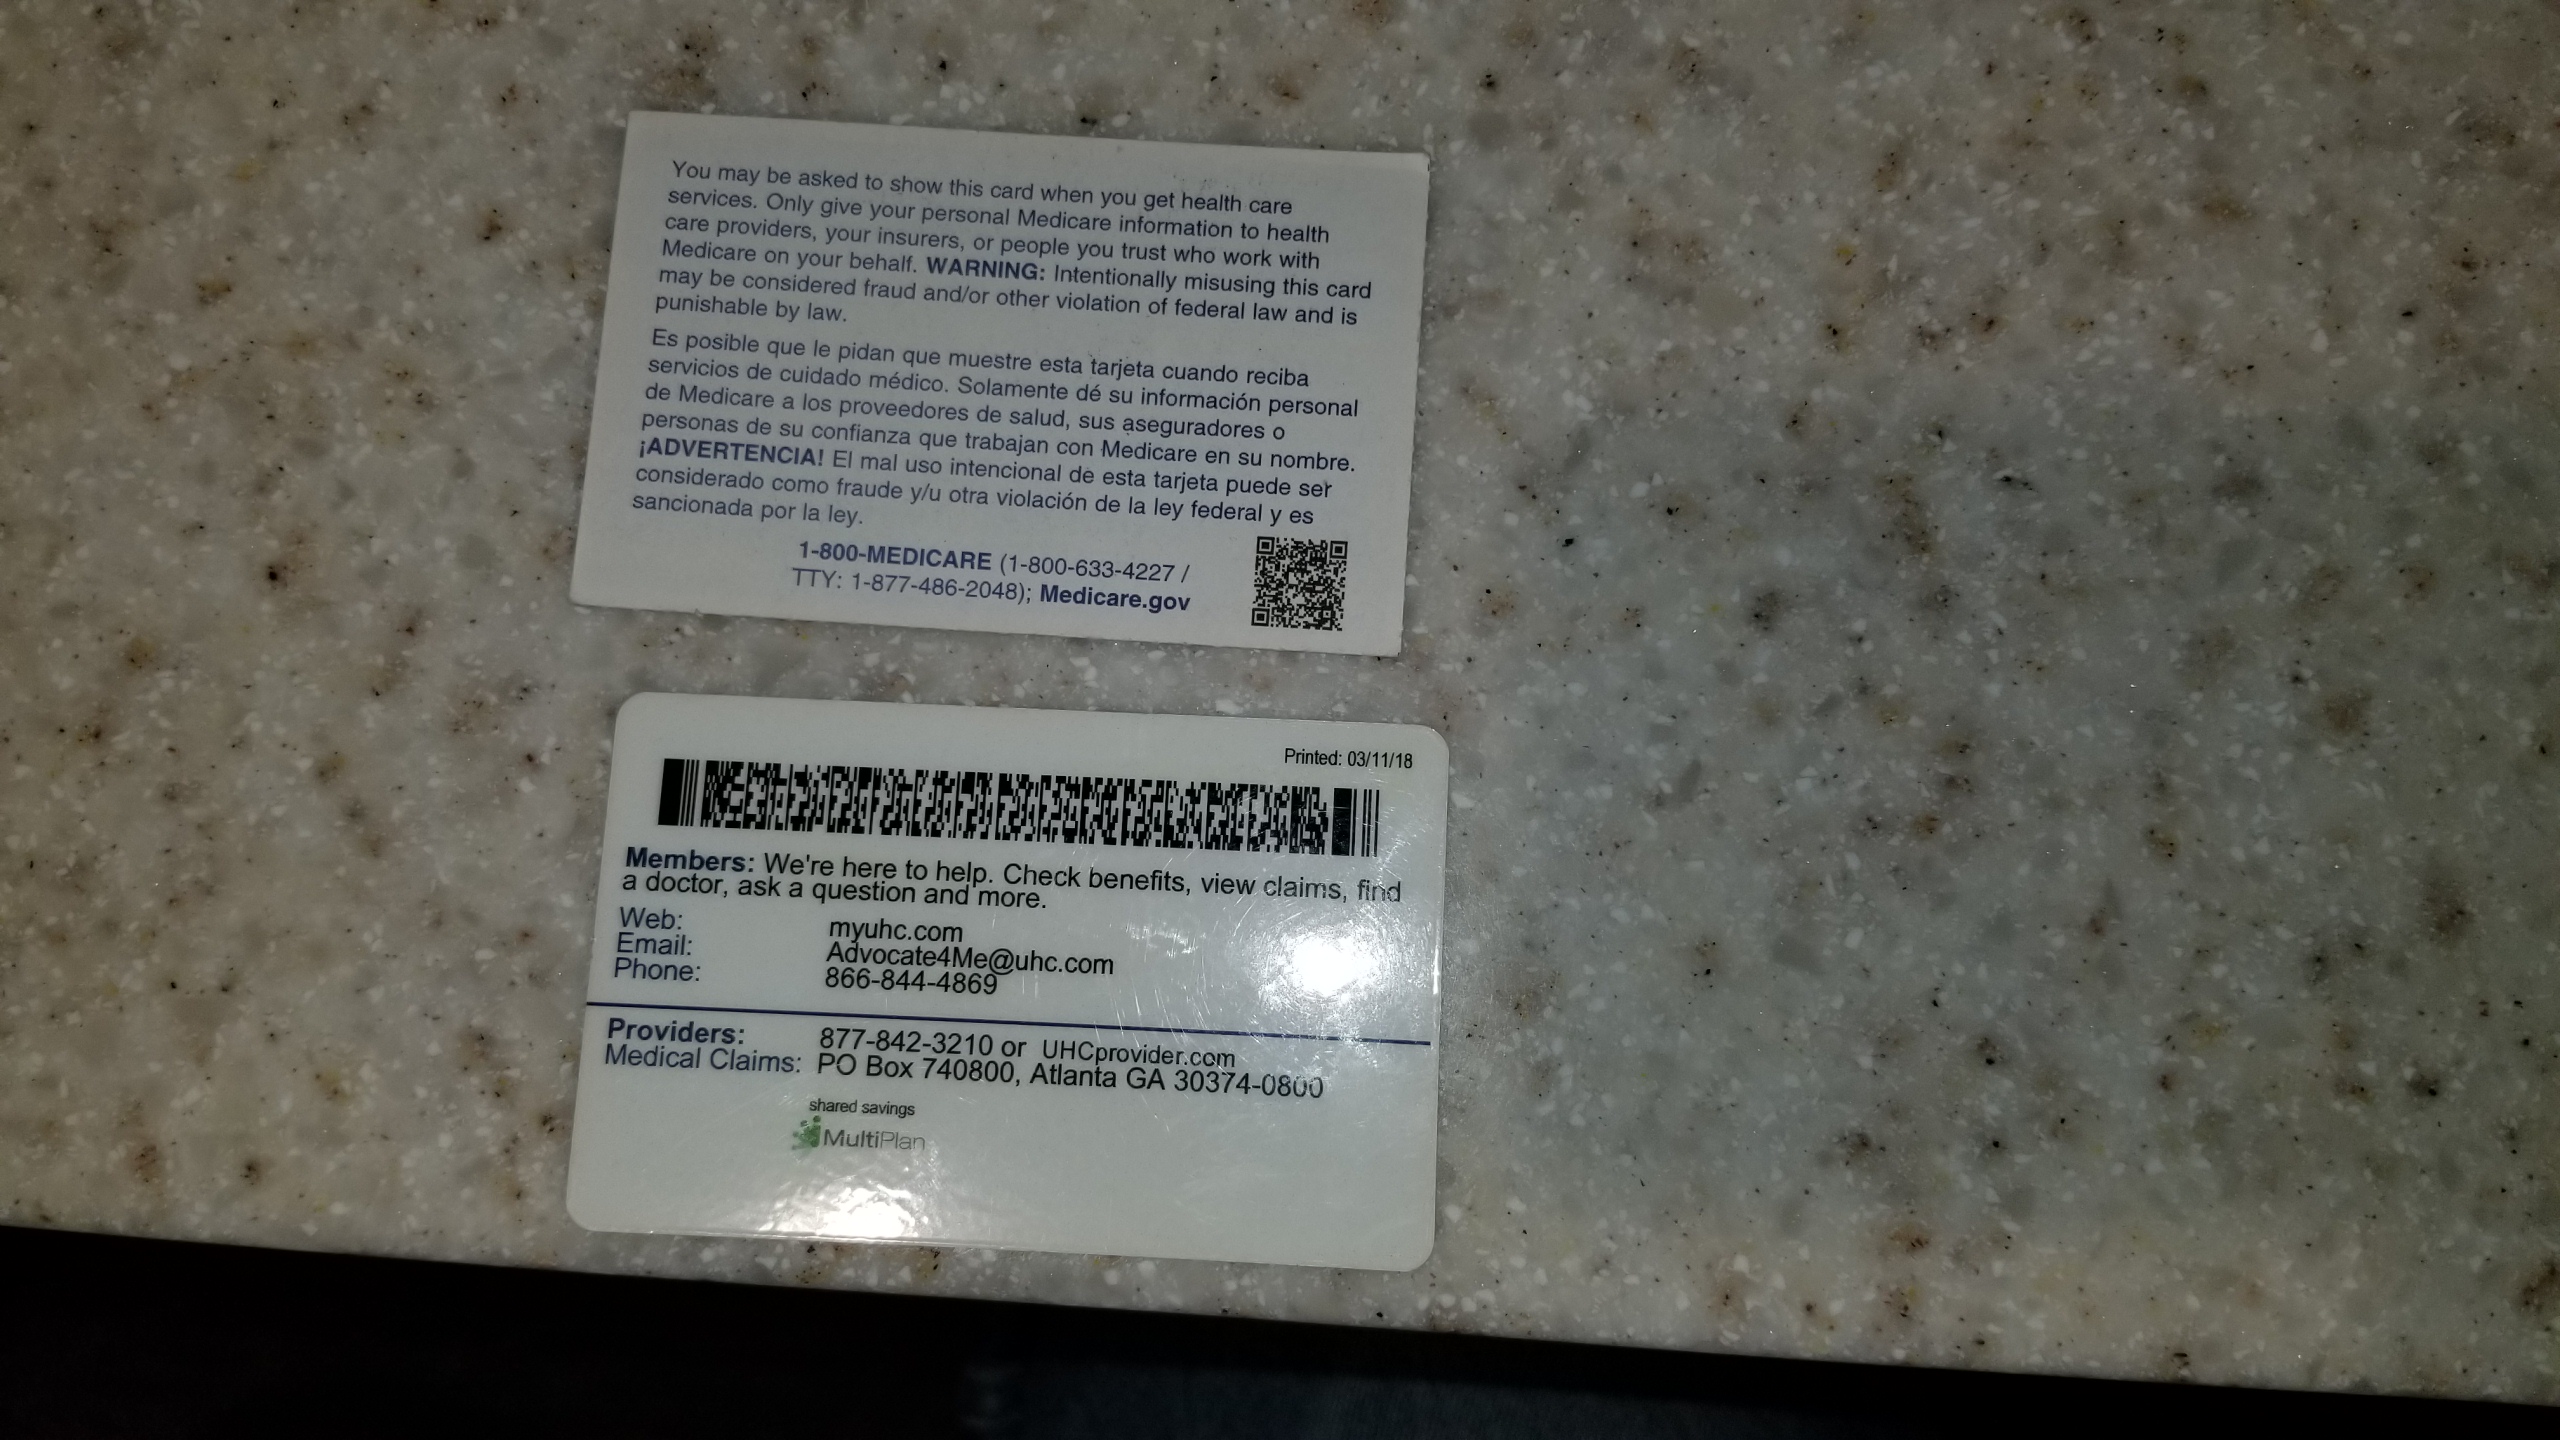 You may be asked to show this card when you get health care
services. Only give your personal Medicare information to health
care providers, your insurers, or people you trust who work with
Medicare on your behalf. WARNING: Intentionally misusing this card
may be considered fraud and/or other violation of federal law and is
punishable by law.
Es posible que le pidan que muestre esta tarjeta cuando reciba
servicios de cuidado médico. Solamente dé su información personal
de Medicare a los proveedores de salud, sus aseguradores o
personas de su confianza que trabajan con Medicare en su nombre.
¡ADVERTENCIA! El mal uso intencional de esta tarjeta puede ser
considerado como fraude y/u otra violación de la ley federal y es
sancionada por la ley.
1-800-MEDICARE (1-800-633-4227 /
TTY: 1-877-486-2048); Medicare.gov
Printed: 03/11/18
Members: We're here to help. Check benefits, view claims, find
a doctor, ask a question and more.
Web: myuhc.com
Email: Advocate4Me@uhc.com
Phone: 866-844-4869
Providers: 877-842-3210 or UHCprovider.com
Medical Claims: PO Box 740800, Atlanta GA 30374-0800
shared savings
MultiPlan